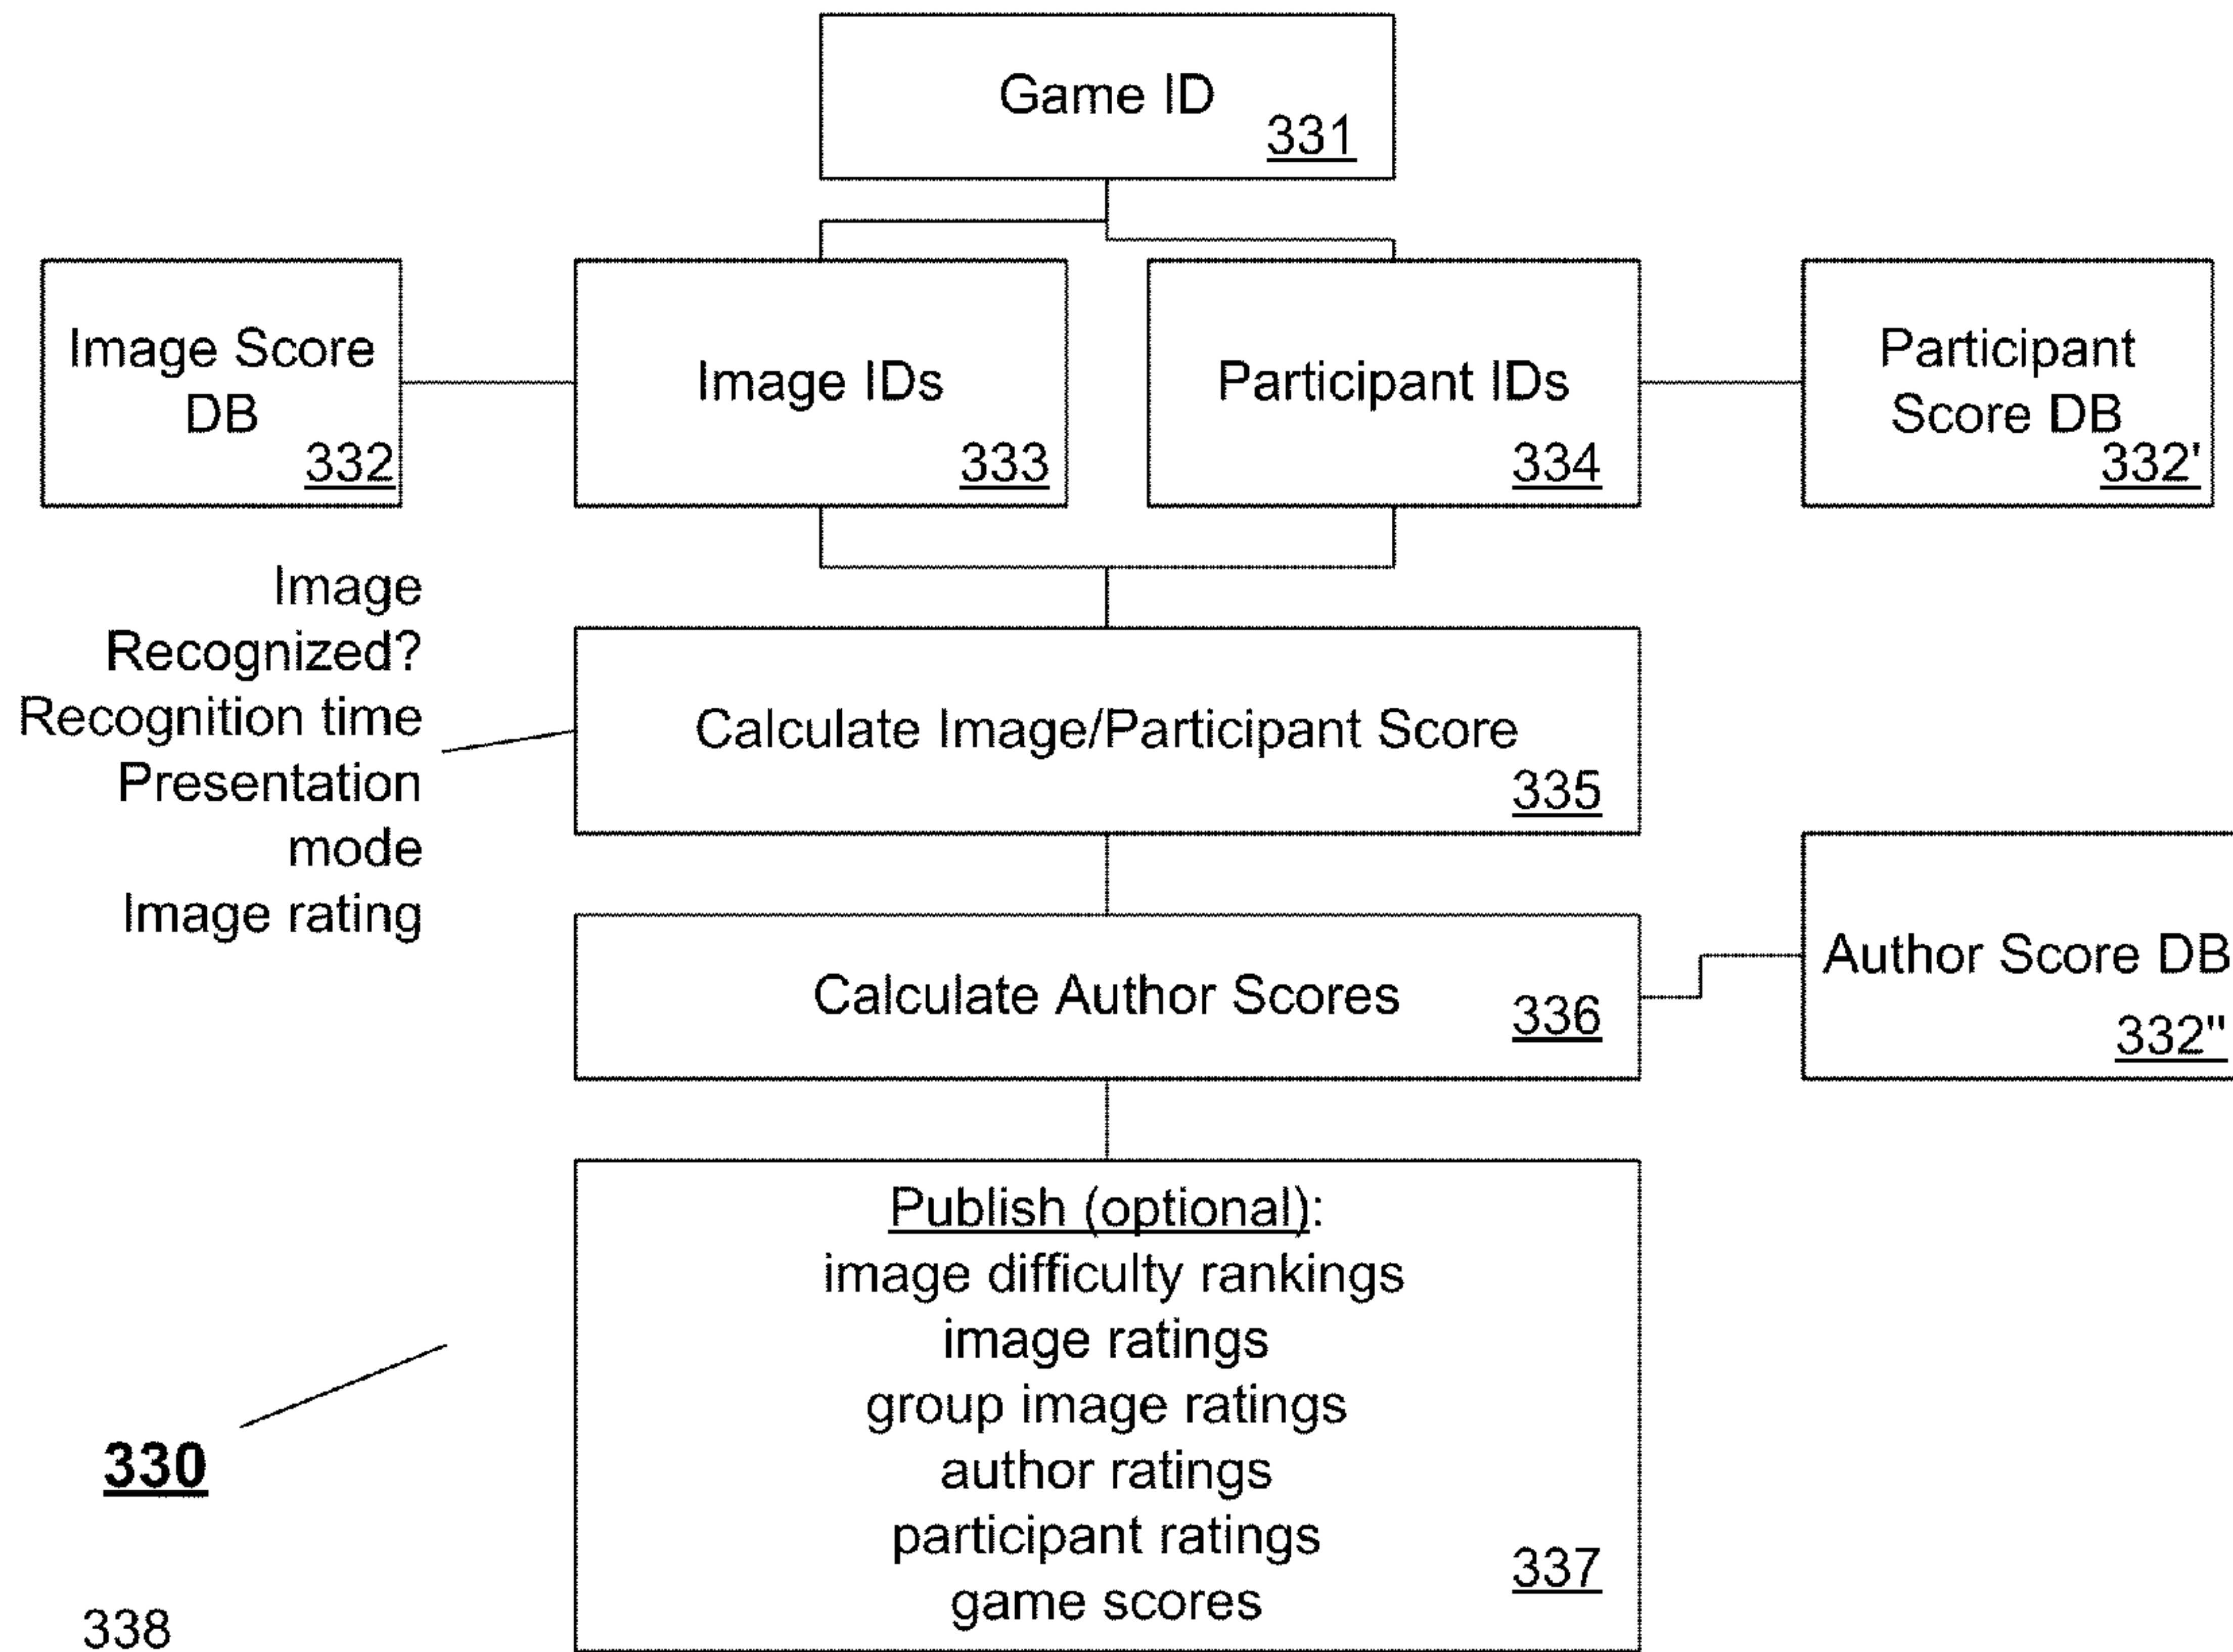 Game ID
331
Image Score
DB
332
Image IDs
333
Participant IDs
334
Participant
Score DB
332'
Image
Recognized?
Recognition time
Presentation
mode
Image rating
Calculate Image/Participant Score
335
Calculate Author Scores
336
Author Score DB
332"
Publish (optional):
image difficulty rankings
image ratings
group image ratings
author ratings
participant ratings
game scores
337
330
338